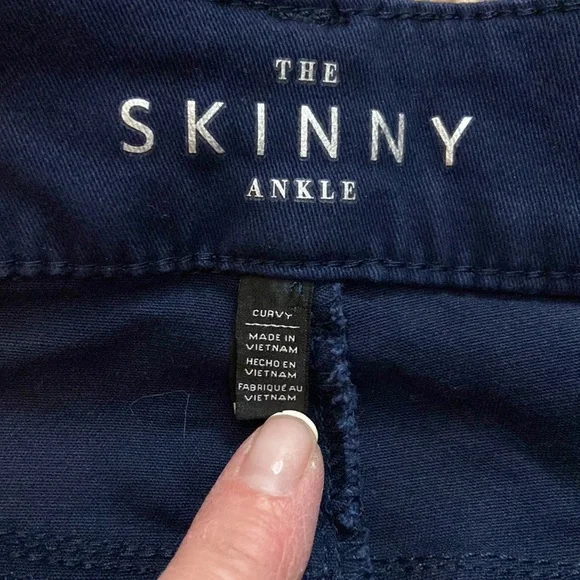 THE
SKINNY
ANKLE
CURVY
MADE IN
VIETNAM
HECHO EN
VIETNAM
FABRIQUÉ AU
VIETNAM